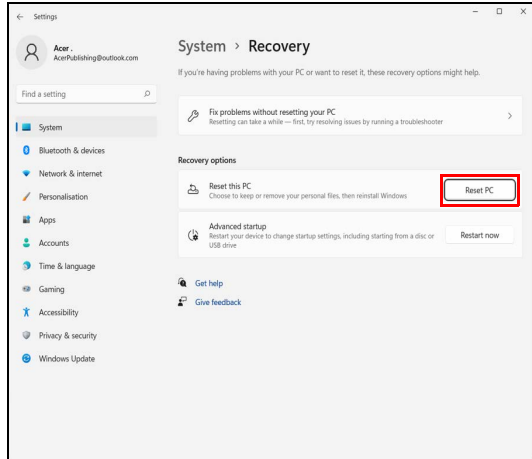 Settings
Acer .
AcerPublishing@outlook.com
Find a setting
System
Bluetooth & devices
Network & internet
Personalisation
Apps
Accounts
Time & language
Gaming
Accessibility
Privacy & security
Windows Update
System > Recovery
If you're having problems with your PC or want to reset it, these recovery options might help.
Fix problems without resetting your PC
Resetting can take a while — first, try resolving issues by running a troubleshooter
Recovery options
Reset this PC
Choose to keep or remove your personal files, then reinstall Windows
Reset PC
Advanced startup
Restart your device to change startup settings, including starting from a disc or
USB drive
Restart now
Get help
Give feedback